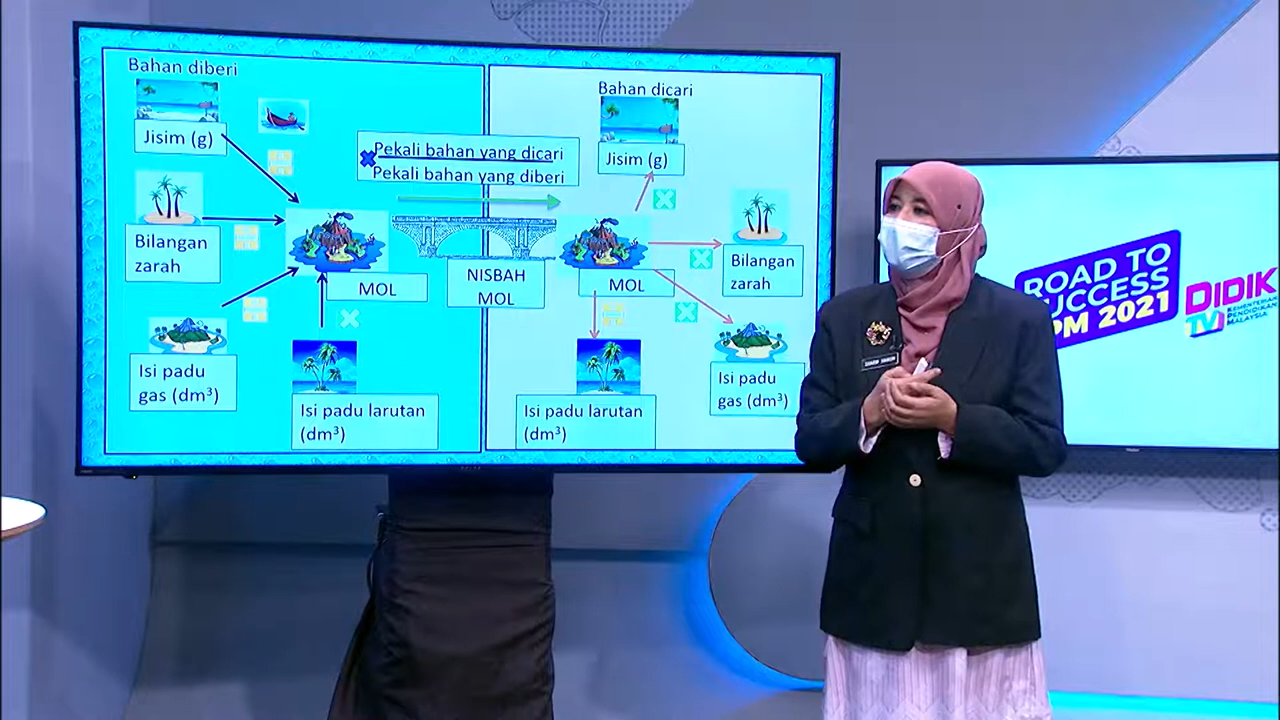 Bahan diberi
Jisim (g)
Bilangan
zarah
Isi padu
gas (dm³)
Isi padu larutan
(dm³)
MOL
Pekali bahan yang dicari
Pekali bahan yang diberi
NISBAH
MOL
Bahan dicari
Jisim (g)
MOL
Bilangan
zarah
Isi padu
gas (dm³)
Isi padu larutan
(dm³)
ROAD TO
SUCCESS
PM 2021
DIDIK
TV
KEMENTERIAN
PENDIDIKAN
MALAYSIA